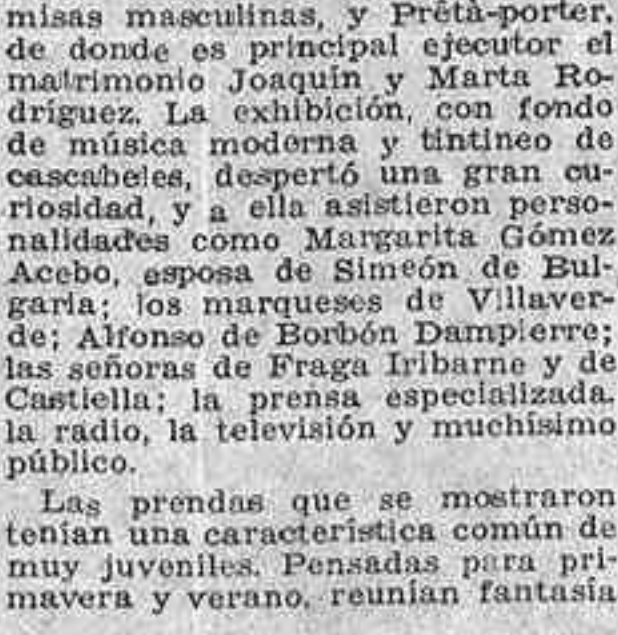 misas masculinas, y Prêtà-porter,
de donde es principal ejecutor el
matrimonio Joaquín y Marta Ro-
dríguez. La exhibición, con fondo
de música moderna y tintineo de
cascabeles, despertó una gran cu-
riosidad, y a ella asistieron perso-
nalidades como Margarita Gómez
Acebo, esposa de Simeón de Bul-
garia; los marqueses de Villaver-
de; Alfonso de Borbón Dampierre;
las señoras de Fraga Iribarne y de
Castiella; la prensa especializada,
la radio, la televisión y muchísimo
público.
Las prendas que se mostraron
tenían una característica común de
muy juveniles. Pensadas para pri-
mavera y verano, reunían fantasía